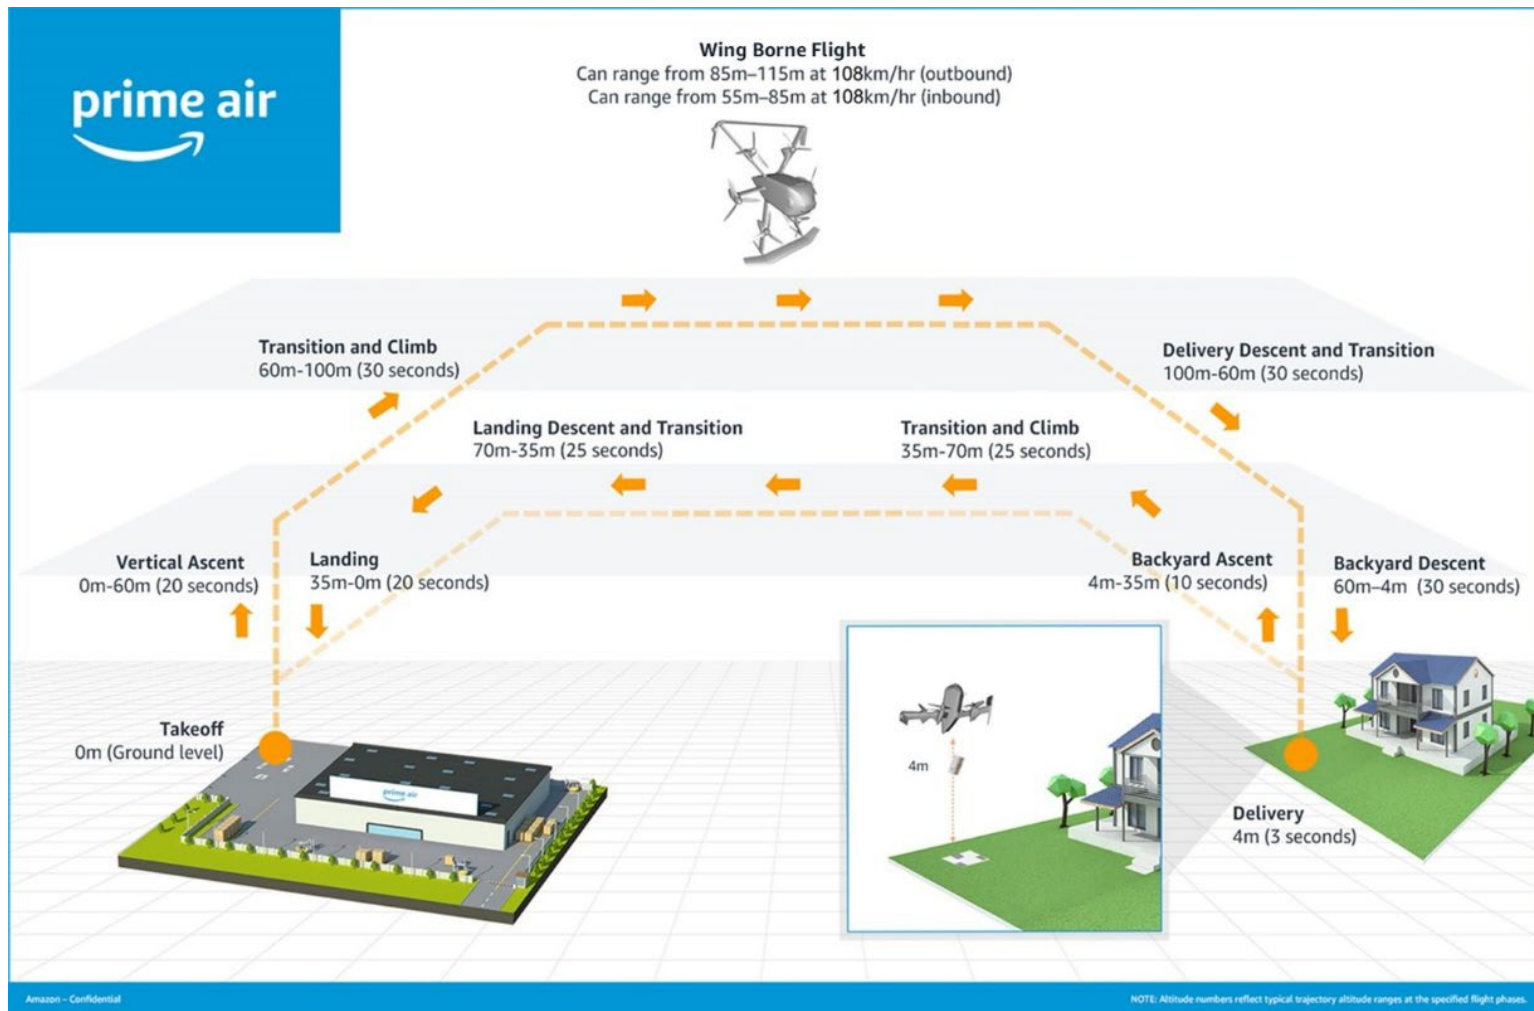 prime air
Wing Borne Flight
Can range from 85m–115m at 108km/hr (outbound)
Can range from 55m–85m at 108km/hr (inbound)
Transition and Climb
60m-100m (30 seconds)
Delivery Descent and Transition
100m-60m (30 seconds)
Landing Descent and Transition
70m-35m (25 seconds)
Transition and Climb
35m-70m (25 seconds)
Vertical Ascent
0m-60m (20 seconds)
Landing
35m-0m (20 seconds)
Backyard Ascent
4m-35m (10 seconds)
Backyard Descent
60m–4m (30 seconds)
Takeoff
0m (Ground level)
prime air
4m
Delivery
4m (3 seconds)
Amazon – Confidential
NOTE: Altitude numbers reflect typical trajectory altitude ranges at the specified flight phases.